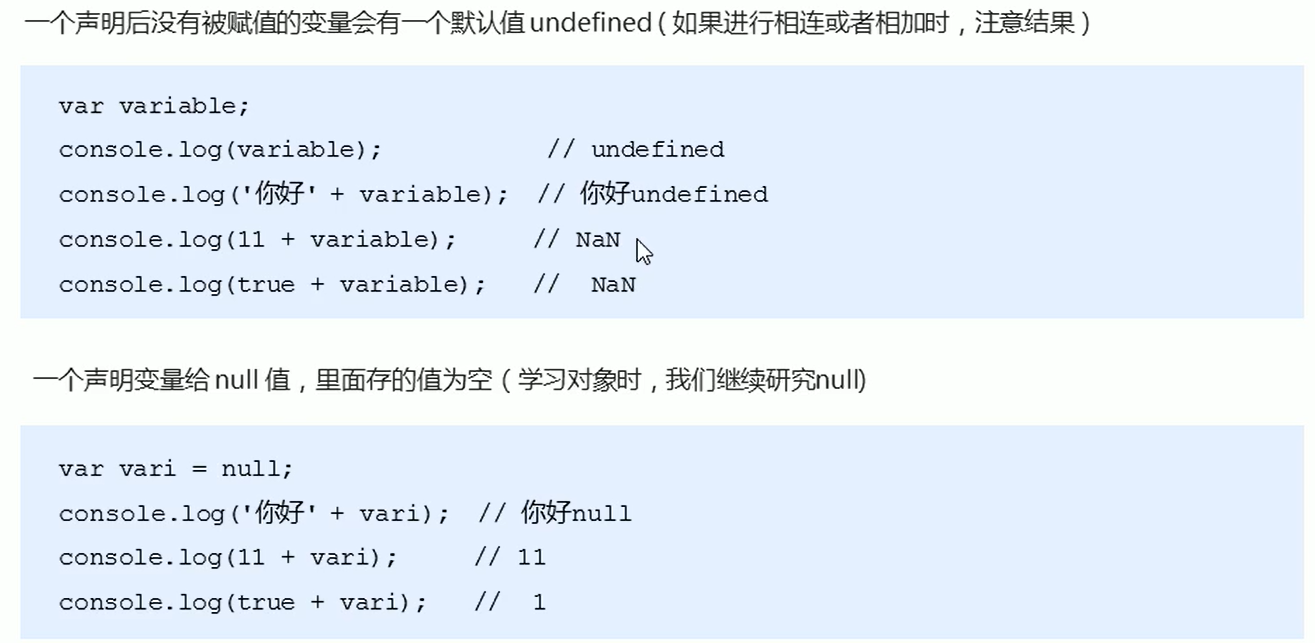 一个声明后没有被赋值的变量会有一个默认值 undefined ( 如果进行相连或者相加时，注意结果 )
var variable;
console.log(variable);           // undefined
console.log('你好' + variable);  // 你好undefined
console.log(11 + variable);     // NaN
console.log(true + variable);   //  NaN
一个声明变量给 null 值，里面存的值为空（学习对象时，我们继续研究null)
var vari = null;
console.log('你好' + vari);  // 你好null
console.log(11 + vari);     // 11
console.log(true + vari);   //  1